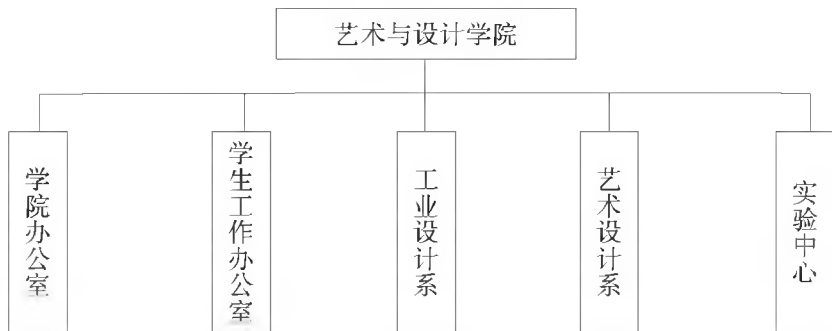 艺术与设计学院
学院办公室
学生工作办公室
工业设计系
艺术设计系
实验中心